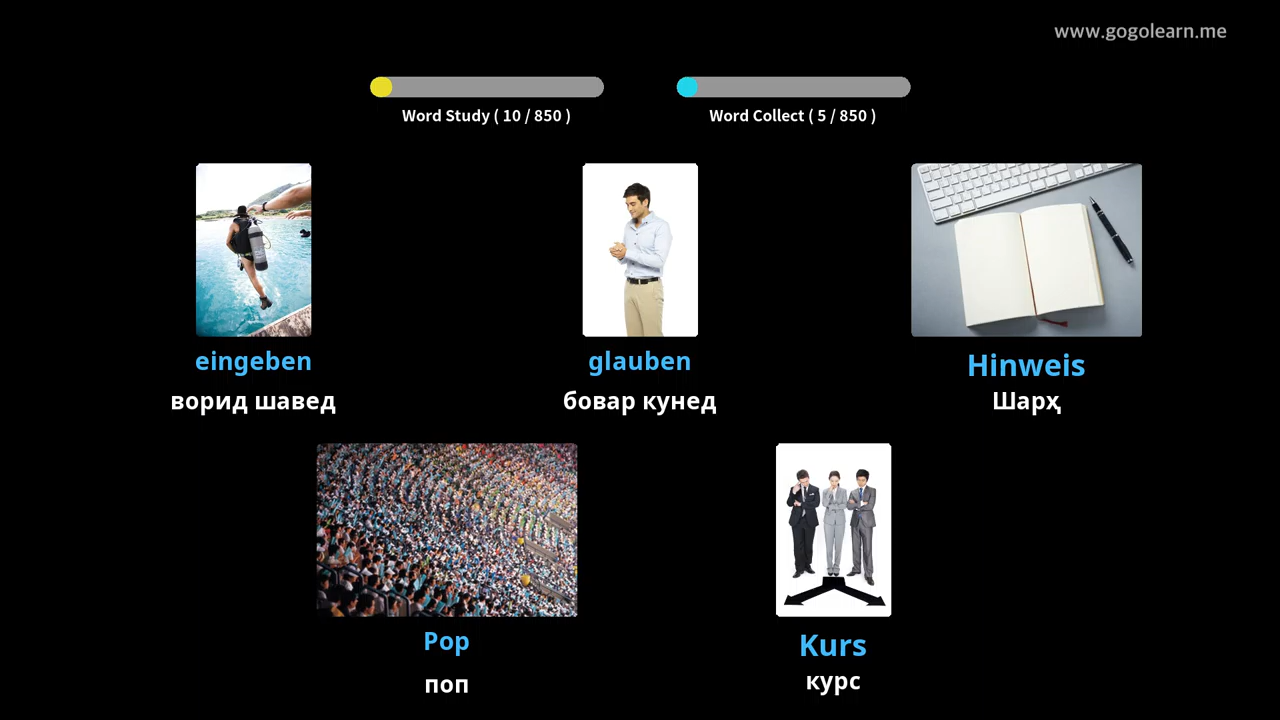 www.gogolearn.me
Word Study ( 10 / 850 )
Word Collect ( 5 / 850 )
eingeben
ворид шавед
glauben
бовар кунед
Hinweis
Шарҳ
Pop
поп
Kurs
курс